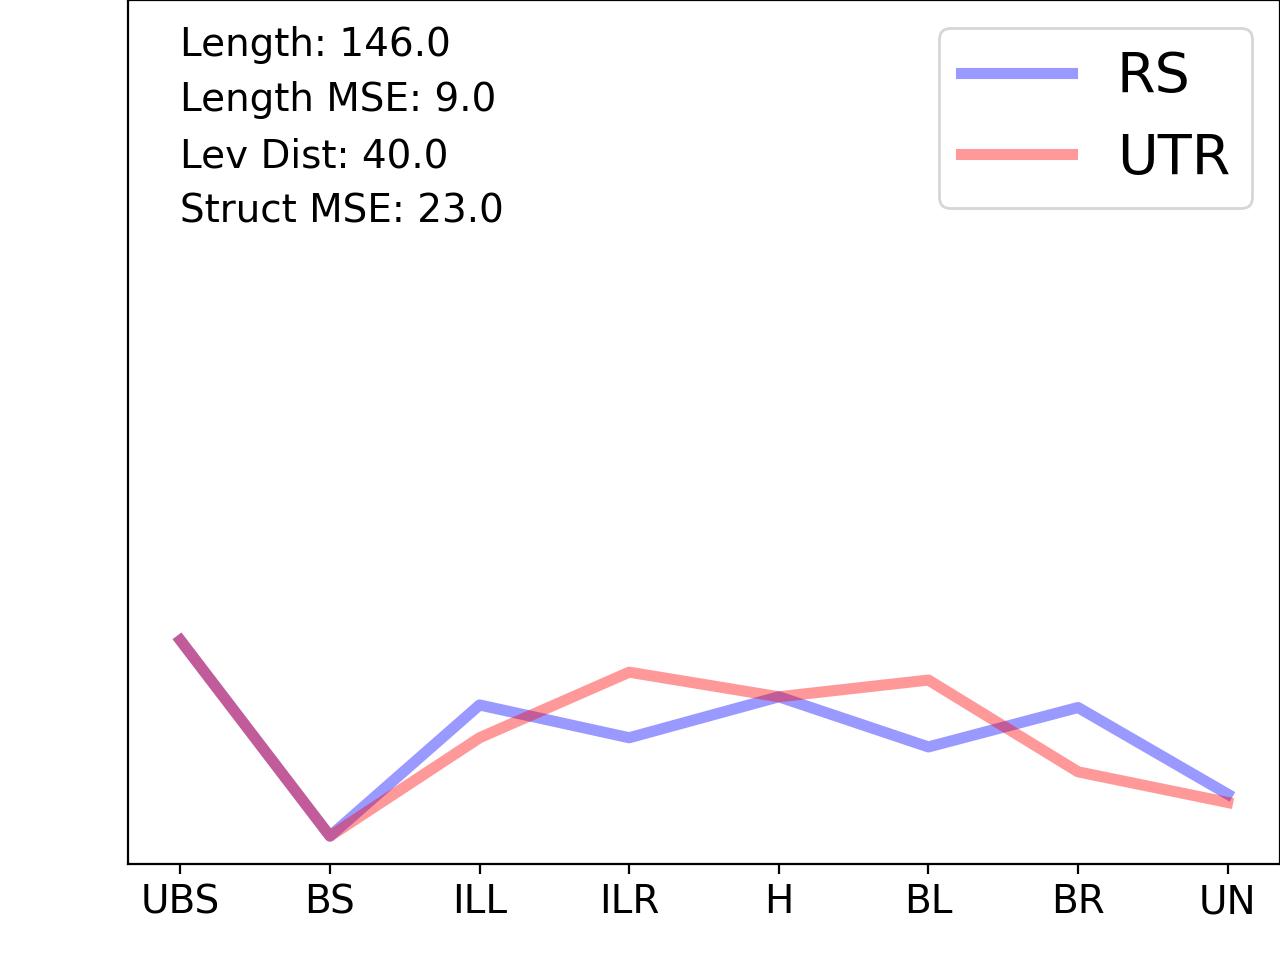 Length: 146.0
Length MSE: 9.0
Lev Dist: 40.0
Struct MSE: 23.0
RS
UTR
UBS BS ILL ILR H BL BR UN